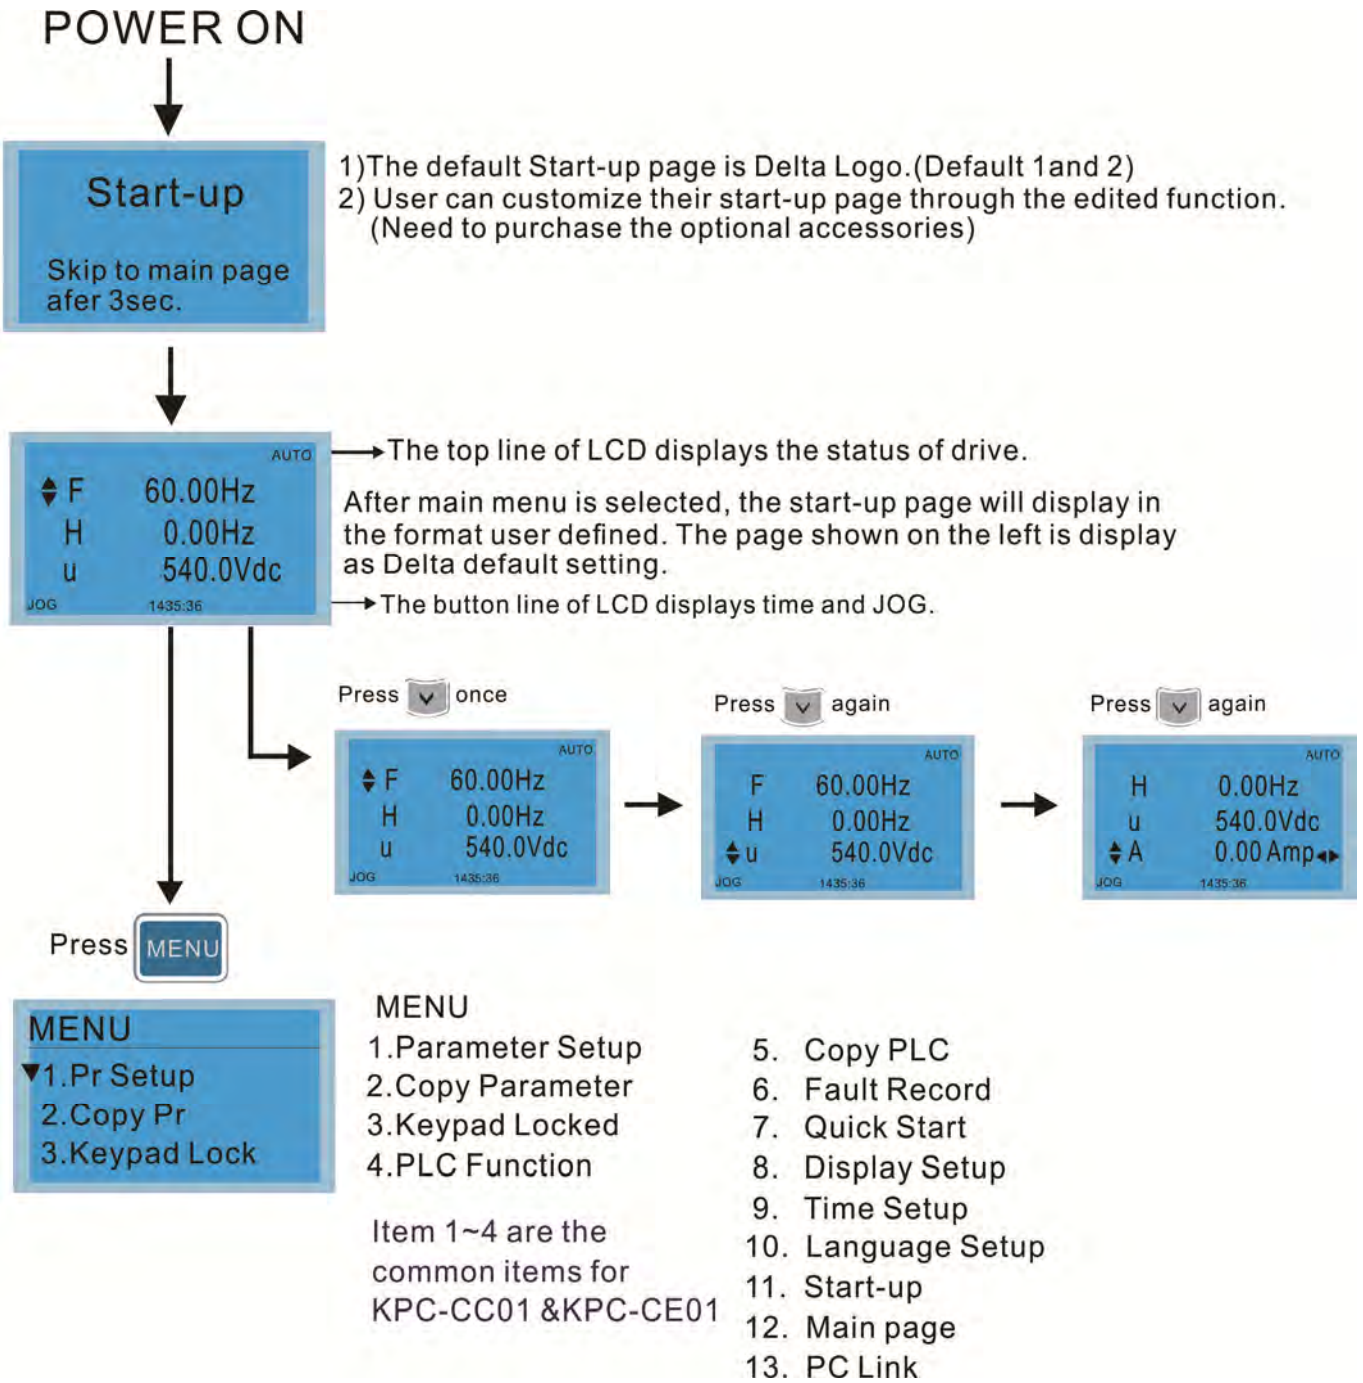 POWER ON
Start-up
Skip to main page
afer 3sec.
1)The default Start-up page is Delta Logo.(Default 1and 2)
2) User can customize their start-up page through the edited function.
(Need to purchase the optional accessories)
AUTO
F 60.00Hz
H 0.00Hz
u 540.0Vdc
JOG 1435:36
The top line of LCD displays the status of drive.
After main menu is selected, the start-up page will display in
the format user defined. The page shown on the left is display
as Delta default setting.
The button line of LCD displays time and JOG.
Press once
AUTO
F 60.00Hz
H 0.00Hz
u 540.0Vdc
JOG 1435:36
Press again
AUTO
F 60.00Hz
H 0.00Hz
u 540.0Vdc
JOG 1435:36
Press again
AUTO
H 0.00Hz
u 540.0Vdc
A 0.00 Amp
JOG 1435:36
Press MENU
MENU
1.Pr Setup
2.Copy Pr
3.Keypad Lock
MENU
1.Parameter Setup
2.Copy Parameter
3.Keypad Locked
4.PLC Function
Item 1~4 are the
common items for
KPC-CC01 &KPC-CE01
5. Copy PLC
6. Fault Record
7. Quick Start
8. Display Setup
9. Time Setup
10. Language Setup
11. Start-up
12. Main page
13. PC Link